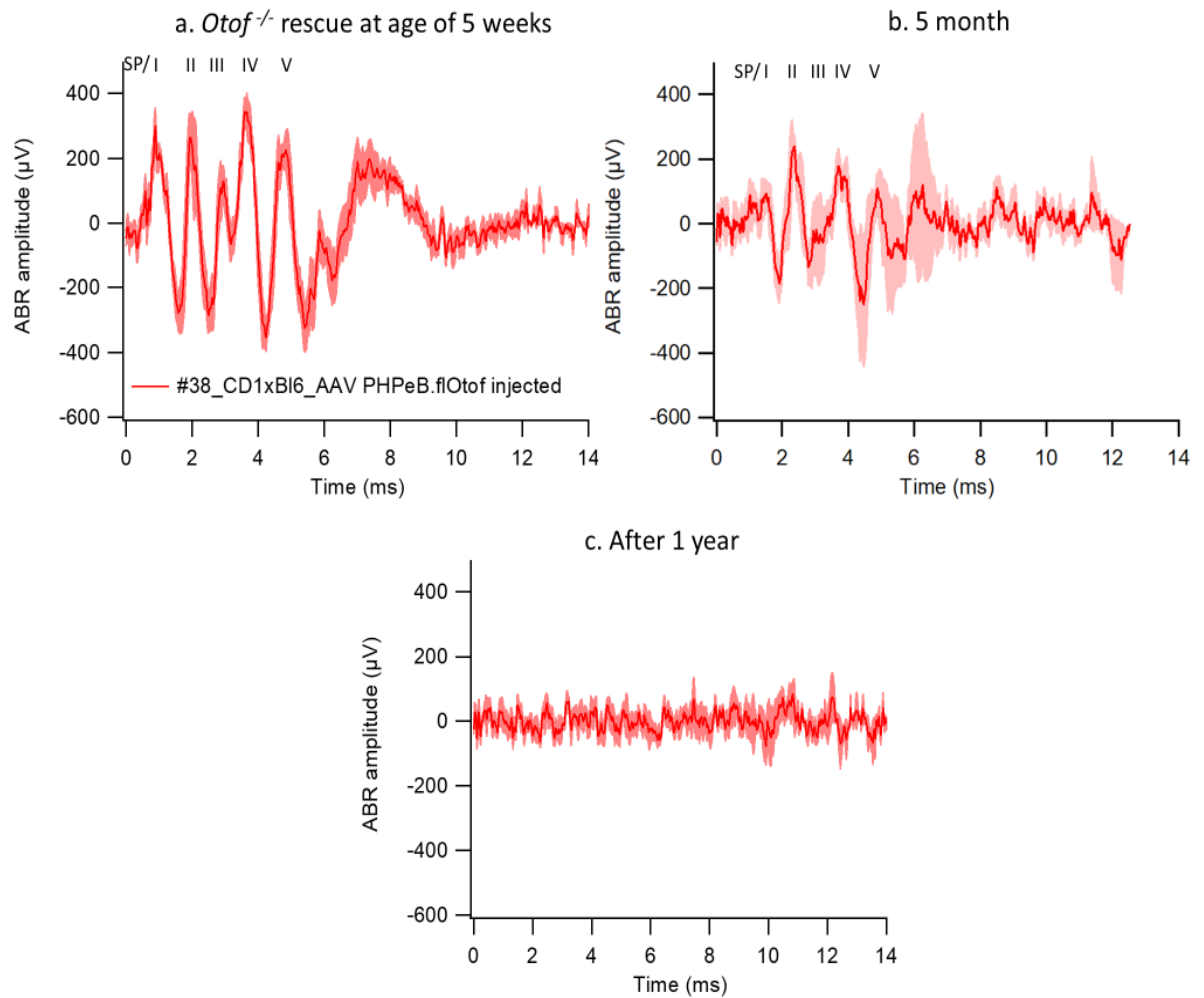 a. Otof -/- rescue at age of 5 weeks
SP/ I II III IV V
400
200
0
-200
-400
-600
ABR amplitude (µV)
#38_CD1xBl6_AAV PHPeB.flOtof injected
0 2 4 6 8 10 12 14
Time (ms)
b. 5 month
SP/ I II III IV V
400
200
0
-200
-400
-600
ABR amplitude (µV)
0 2 4 6 8 10 12 14
Time (ms)
c. After 1 year
400
200
0
-200
-400
-600
ABR amplitude (µV)
0 2 4 6 8 10 12 14
Time (ms)